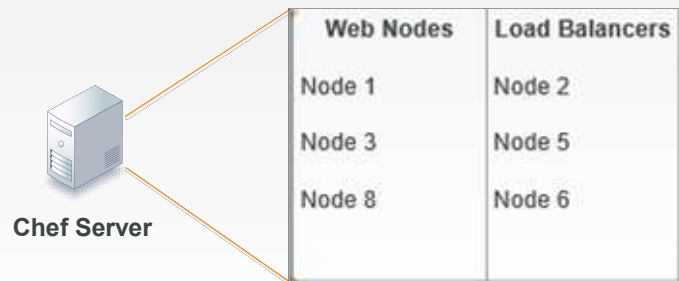 Web Nodes Load Balancers
Node 1 Node 2
Node 3 Node 5
Node 8 Node 6
Chef Server